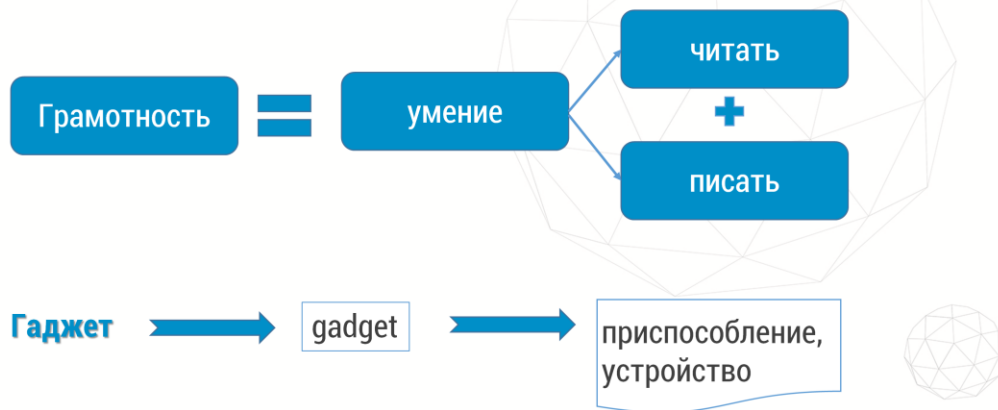 Грамотность
умение
читать
писать
Гаджет
gadget
приспособление,
устройство